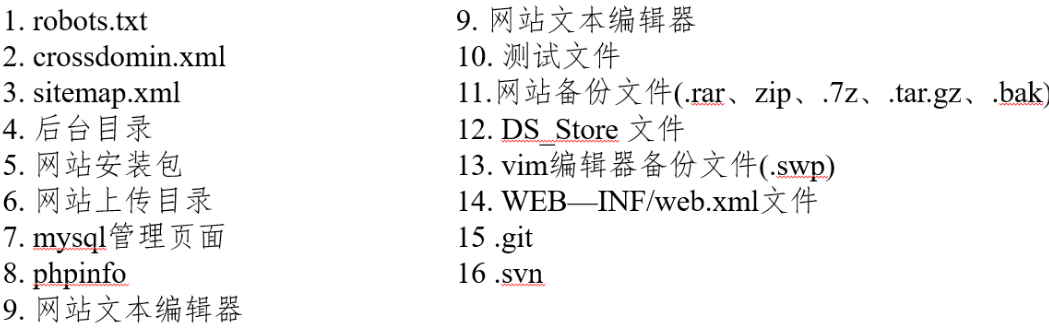 1. robots.txt
2. crossdomin.xml
3. sitemap.xml
4. 后台目录
5. 网站安装包
6. 网站上传目录
7. mysql管理页面
8. phpinfo
9. 网站文本编辑器
9. 网站文本编辑器
10. 测试文件
11.网站备份文件(.rar、zip、.7z、.tar.gz、.bak)
12. DS_Store 文件
13. vim编辑器备份文件(.swp)
14. WEB—INF/web.xml文件
15 .git
16 .svn